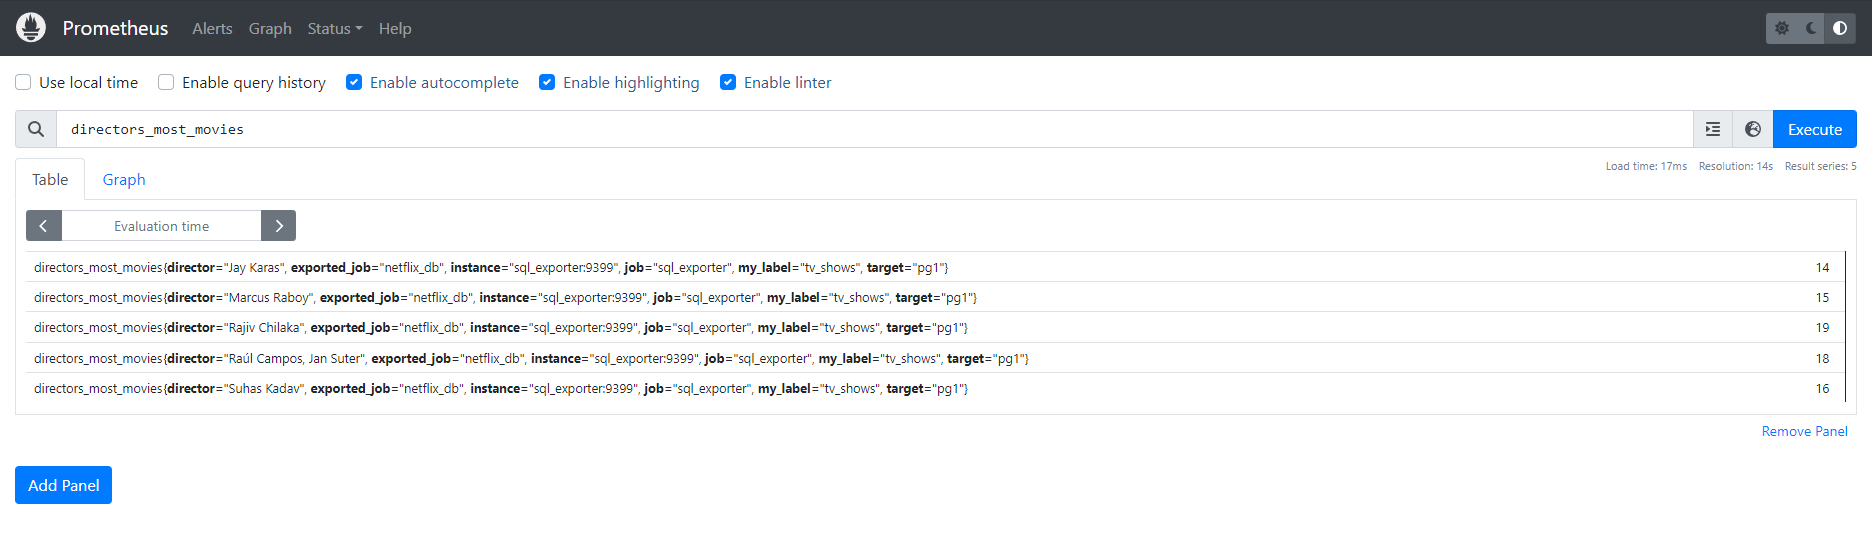 Prometheus Alerts Graph Status Help
Use local time Enable query history Enable autocomplete Enable highlighting Enable linter
directors_most_movies Execute
Load time: 17ms Resolution: 14s Result series: 5
Table Graph
Evaluation time
directors_most_movies{director="Jay Karas", exported_job="netflix_db", instance="sql_exporter:9399", job="sql_exporter", my_label="tv_shows", target="pg1"} 14
directors_most_movies{director="Marcus Raboy", exported_job="netflix_db", instance="sql_exporter:9399", job="sql_exporter", my_label="tv_shows", target="pg1"} 15
directors_most_movies{director="Rajiv Chilaka", exported_job="netflix_db", instance="sql_exporter:9399", job="sql_exporter", my_label="tv_shows", target="pg1"} 19
directors_most_movies{director="Raúl Campos, Jan Suter", exported_job="netflix_db", instance="sql_exporter:9399", job="sql_exporter", my_label="tv_shows", target="pg1"} 18
directors_most_movies{director="Suhas Kadav", exported_job="netflix_db", instance="sql_exporter:9399", job="sql_exporter", my_label="tv_shows", target="pg1"} 16
Remove Panel
Add Panel